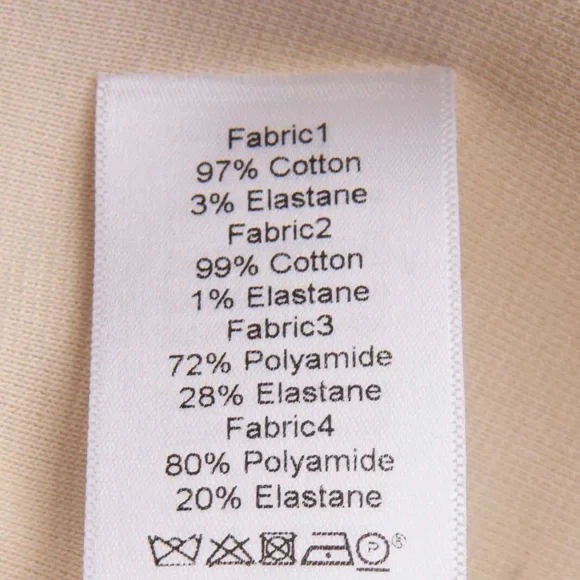 Fabric1
97% Cotton
3% Elastane
Fabric2
99% Cotton
1% Elastane
Fabric3
72% Polyamide
28% Elastane
Fabric4
80% Polyamide
20% Elastane
P ®